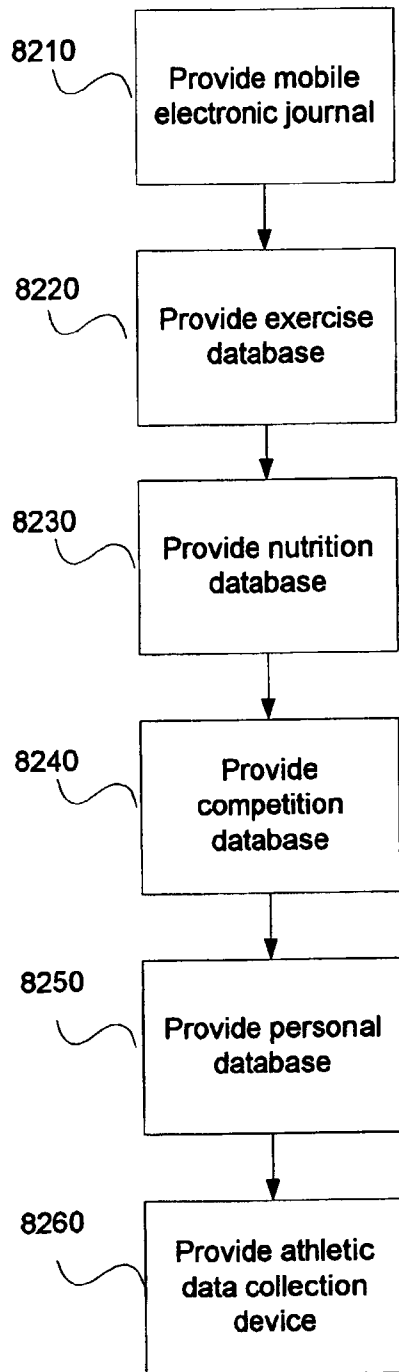 8210
Provide mobile
electronic journal
8220
Provide exercise
database
8230
Provide nutrition
database
8240
Provide
competition
database
8250
Provide personal
database
8260
Provide athletic
data collection
device